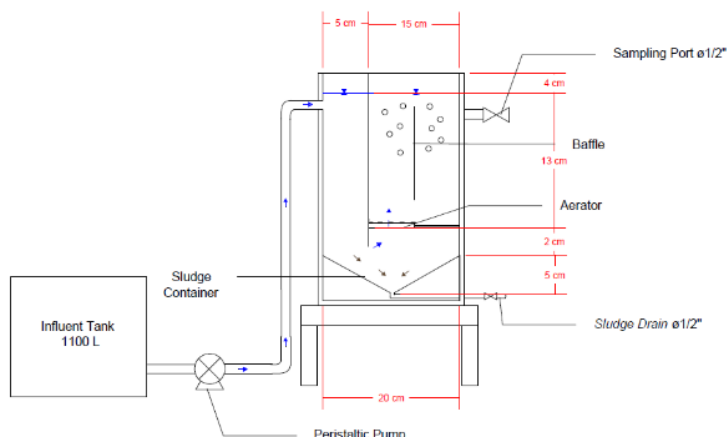 5 cm
15 cm
Sampling Port ø1/2"
4 cm
Baffle
13 cm
Aerator
2 cm
Sludge
Container
5 cm
Influent Tank
1100 L
Sludge Drain ø1/2"
20 cm
Peristaltic Pump